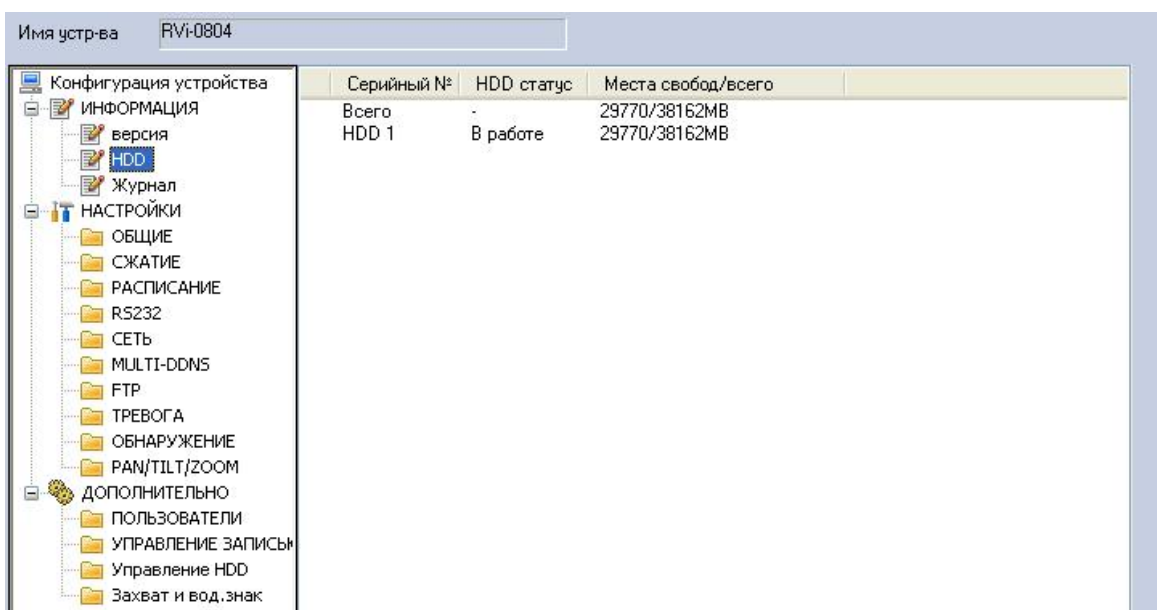 Имя устр-ва RVi-0804
Конфигурация устройства
ИНФОРМАЦИЯ
версия
HDD
Журнал
НАСТРОЙКИ
ОБЩИЕ
СЖАТИЕ
РАСПИСАНИЕ
RS232
СЕТЬ
MULTI-DDNS
FTP
ТРЕВОГА
ОБНАРУЖЕНИЕ
PAN/TILT/ZOOM
ДОПОЛНИТЕЛЬНО
ПОЛЬЗОВАТЕЛИ
УПРАВЛЕНИЕ ЗАПИСЬЮ
Управление HDD
Захват и вод.знак
Серийный № HDD статус Места свобод/всего
Всего - 29770/38162MB
HDD 1 В работе 29770/38162MB